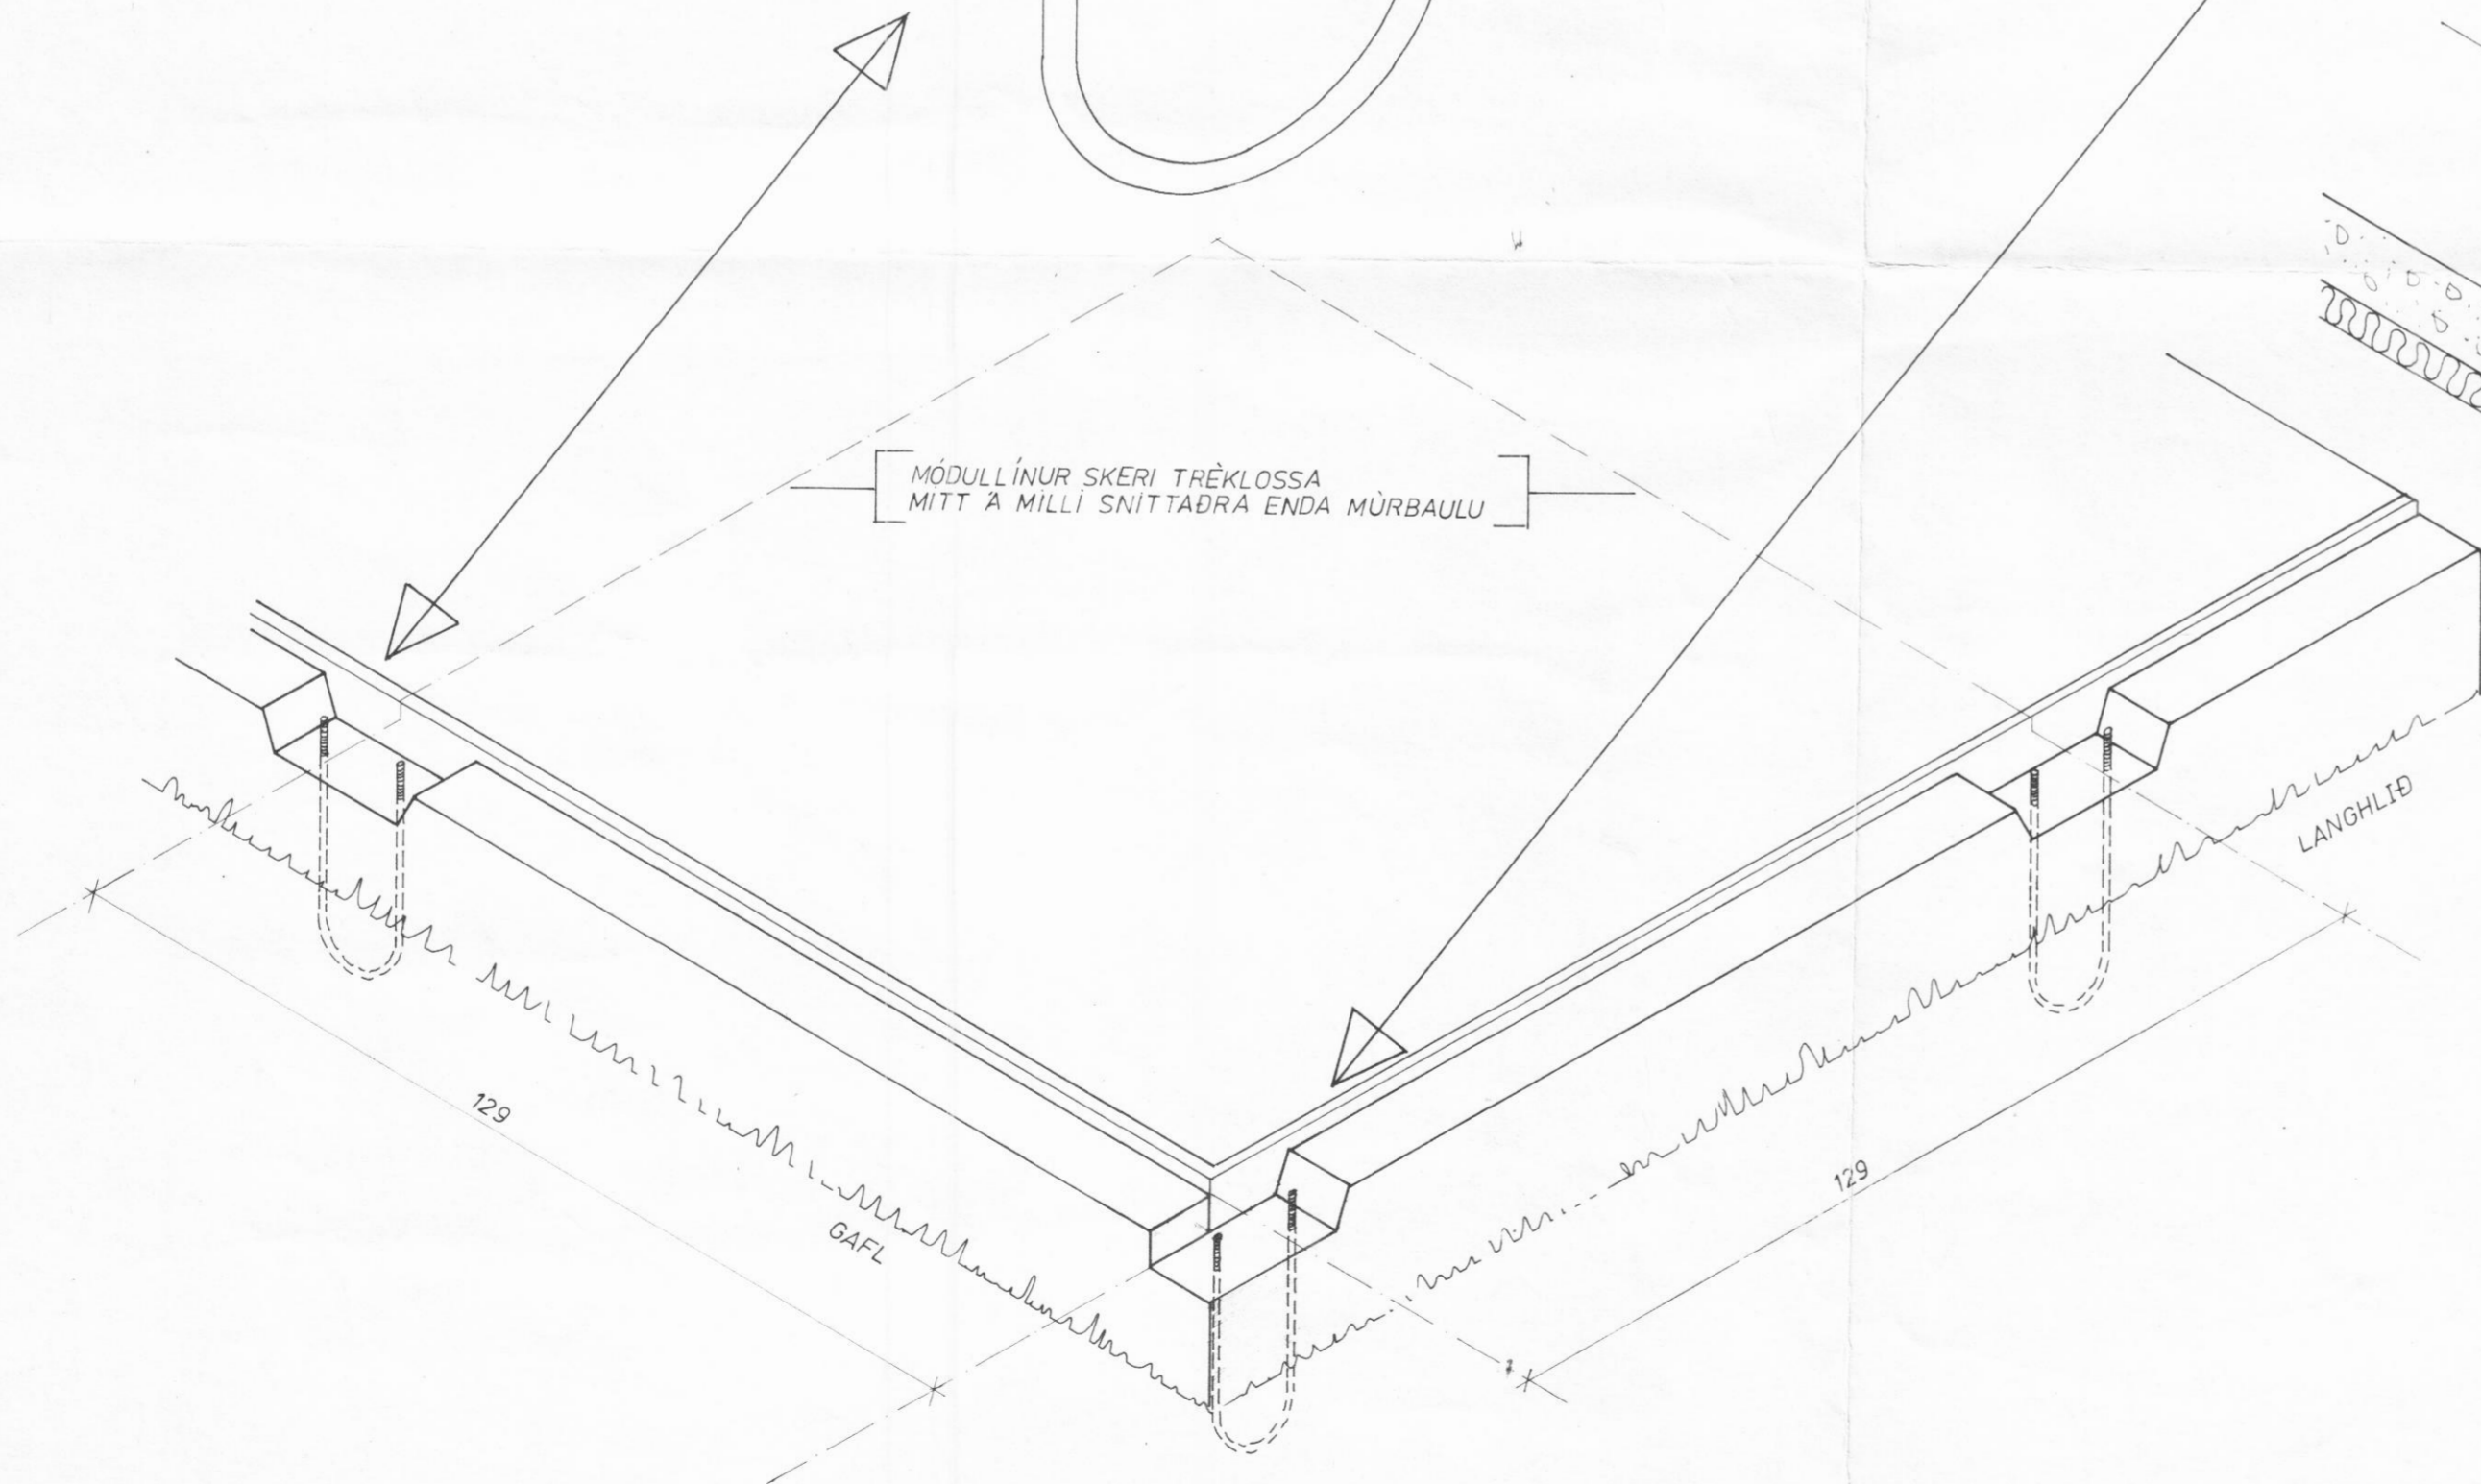 MÓDULLÍNUR SKERI TRÈKLOSSA
MITT Á MILLI SNITTAÐRA ENDA MÙRBAULU
LANGHLIÐ
129
129
GAFL